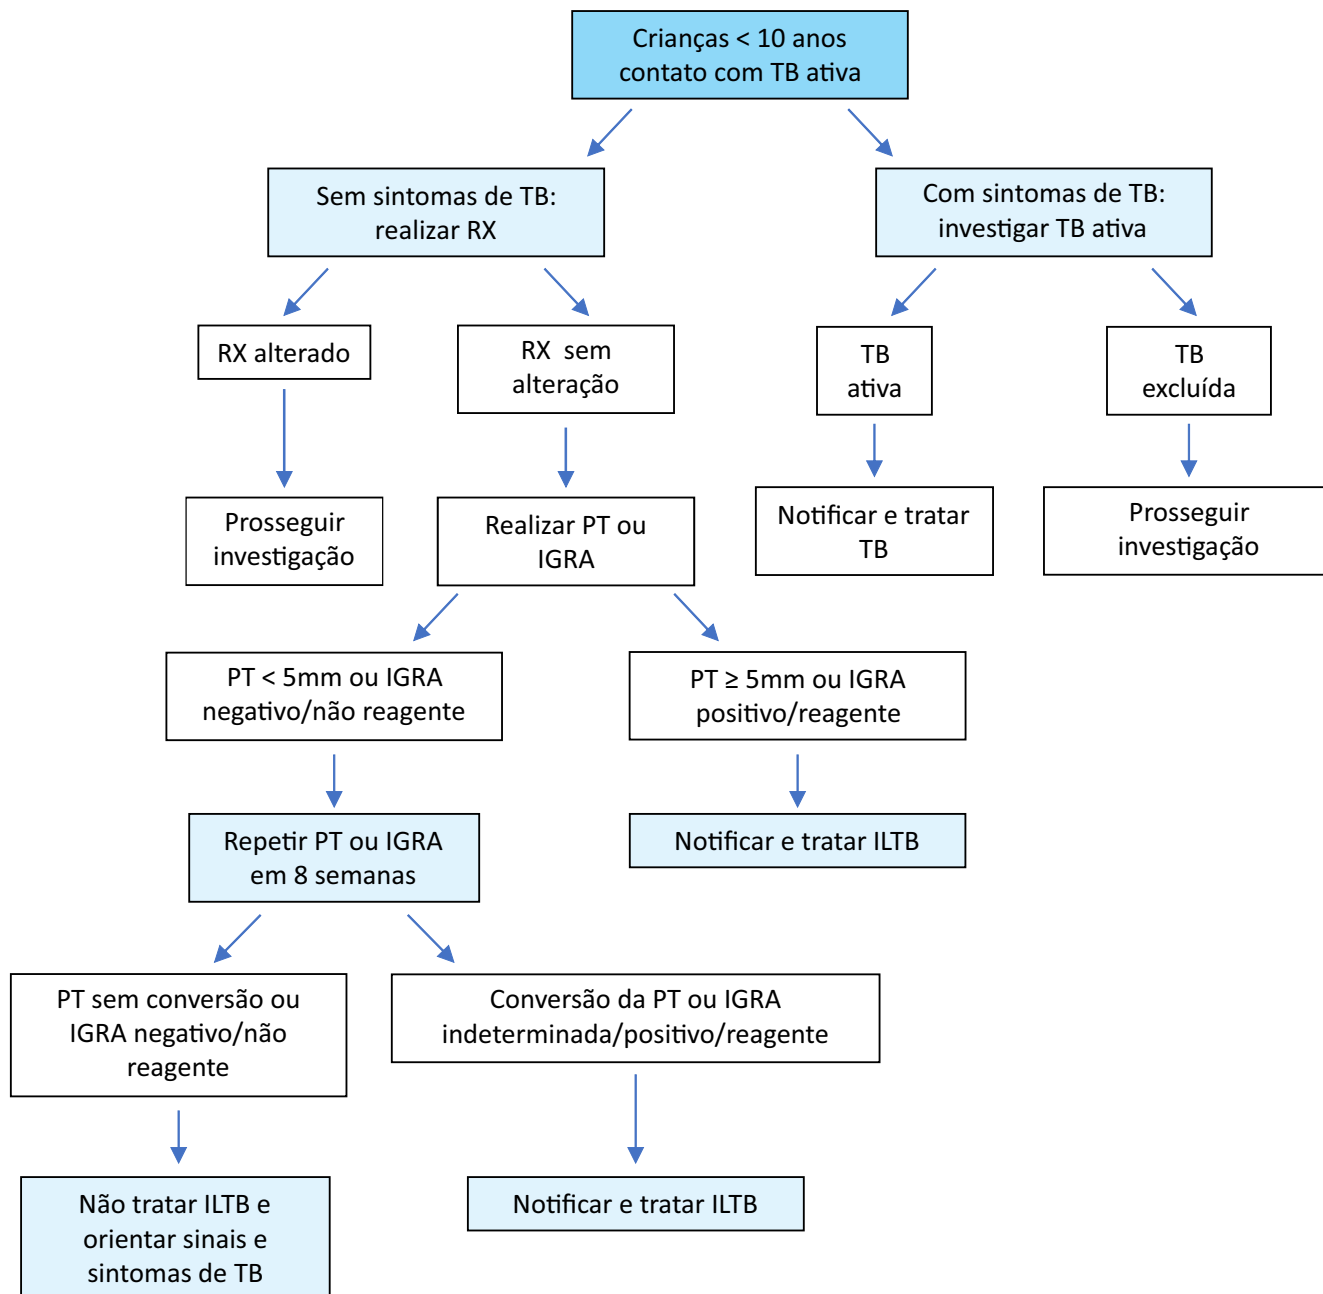 Crianças < 10 anos
contato com TB ativa
Sem sintomas de TB:
realizar RX
Com sintomas de TB:
investigar TB ativa
RX alterado
RX sem
alteração
TB
ativa
TB
excluída
Prosseguir
investigação
Realizar PT ou
IGRA
Notificar e tratar
TB
Prosseguir
investigação
PT < 5mm ou IGRA
negativo/não reagente
PT ≥ 5mm ou IGRA
positivo/reagente
Repetir PT ou IGRA
em 8 semanas
Notificar e tratar ILTB
PT sem conversão ou
IGRA negativo/não
reagente
Conversão da PT ou IGRA
indeterminada/positivo/reagente
Não tratar ILTB e
orientar sinais e
sintomas de TB
Notificar e tratar ILTB